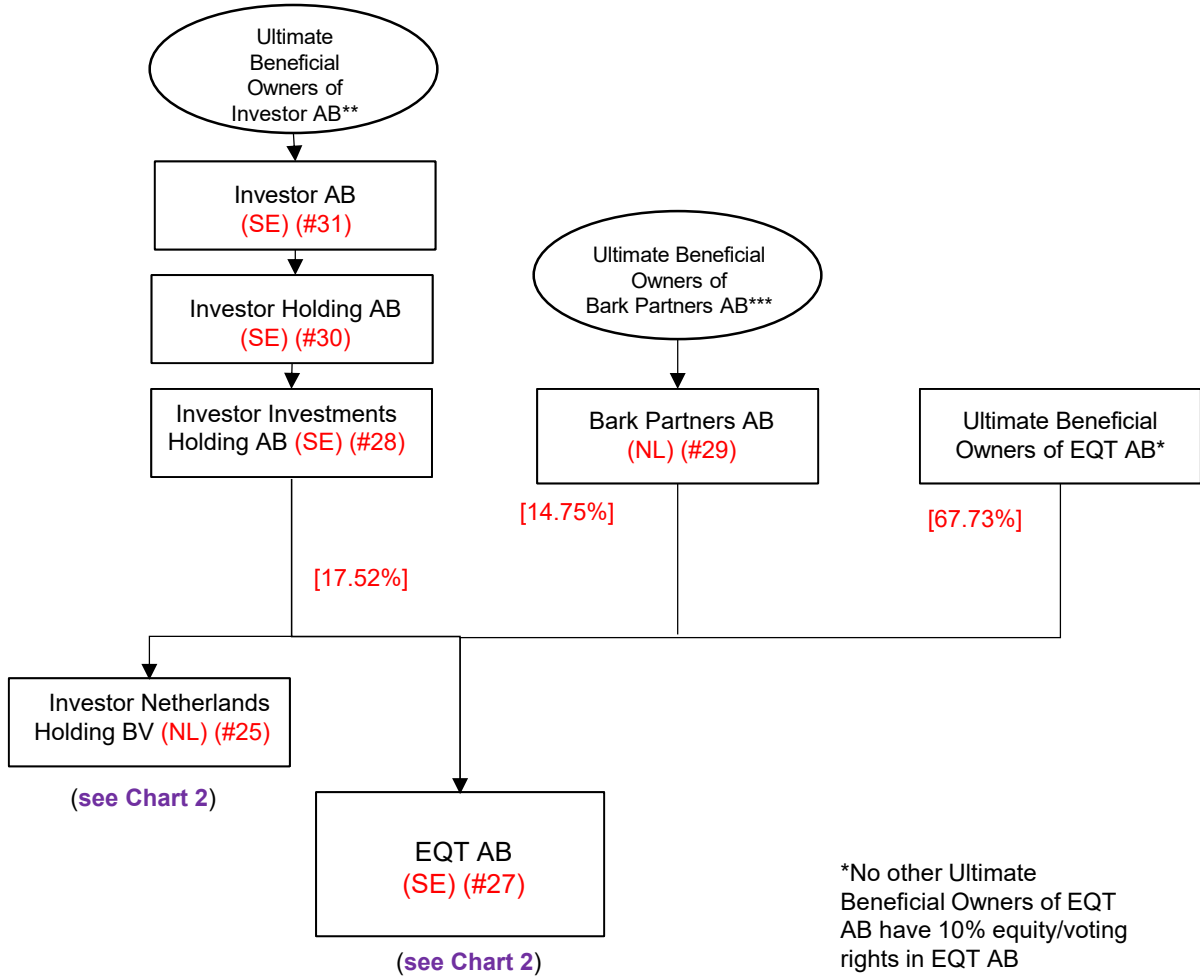 Ultimate
Beneficial
Owners of
Investor AB**
Investor AB
(SE) (#31)
Investor Holding AB
(SE) (#30)
Ultimate Beneficial
Owners of
Bark Partners AB***
Investor Investments
Holding AB (SE) (#28)
Bark Partners AB
(NL) (#29)
Ultimate Beneficial
Owners of EQT AB*
[14.75%]
[67.73%]
[17.52%]
Investor Netherlands
Holding BV (NL) (#25)
(see Chart 2)
EQT AB
(SE) (#27)
(see Chart 2)
*No other Ultimate
Beneficial Owners of EQT
AB have 10% equity/voting
rights in EQT AB